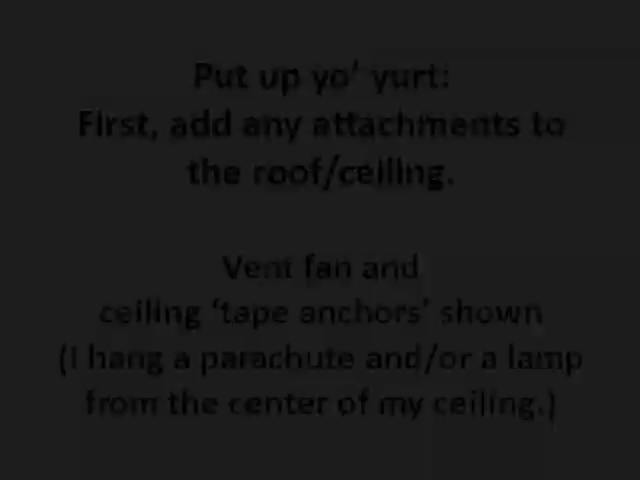 Put up yo’ yurt:
First, add any attachments to
the roof/ceiling.
Vent fan and
ceiling ‘tape anchors’ shown
(I hang a parachute and/or a lamp
from the center of my ceiling.)